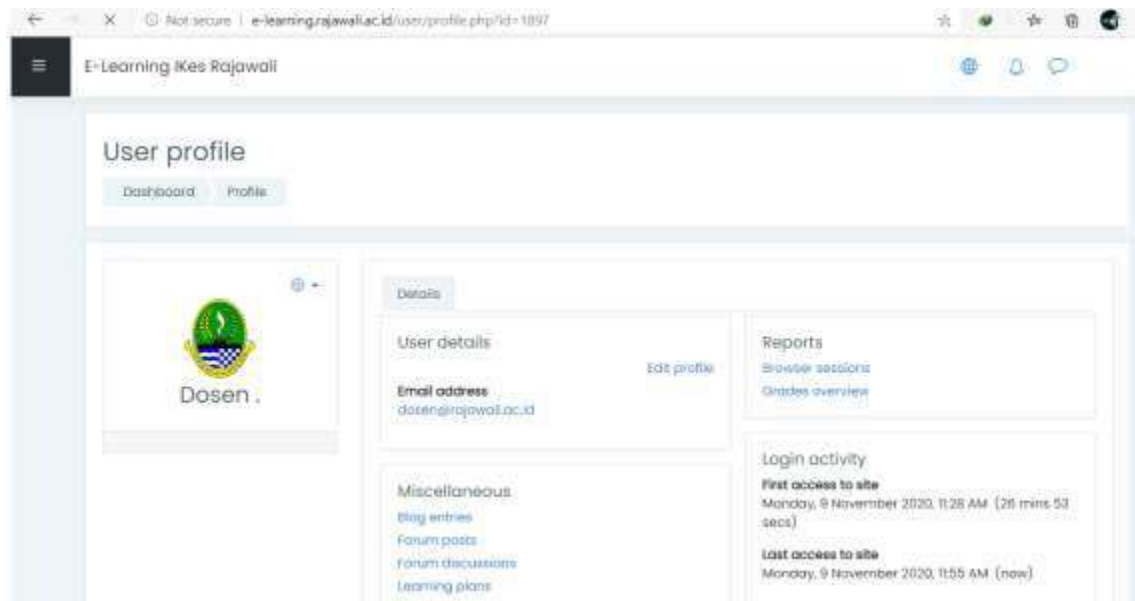 Not secure | e-learning.rajawali.ac.id/user/profile.php?id=1897
E-Learning IKes Rajawali
User profile
Dashboard
Profile
Dosen .
Details
User details
Edit profile
Email address
dosen@rajawali.ac.id
Miscellaneous
Blog entries
Forum posts
Forum discussions
Learning plans
Reports
Browser sessions
Grades overview
Login activity
First access to site
Monday, 9 November 2020, 11:28 AM (26 mins 53
secs)
Last access to site
Monday, 9 November 2020, 11:55 AM (now)